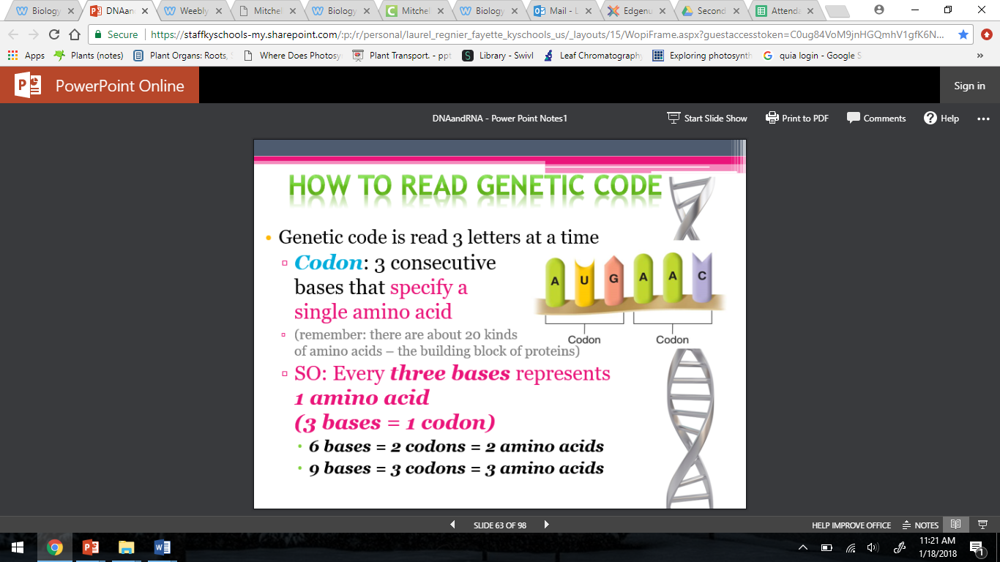 Biology
DNAan
Weekly
Mitchel
Biology
Mitchel
Biology
Mail - L
Edgenu
Second
Attenda
Secure
https://staffkyschools-my.sharepoint.com/:p:/r/personal/laurel_regnier_fayette_kyschools_us/_layouts/15/WopiFrame.aspx?guestaccesstoken=C0ug84VoM9jnHGQmhV1gfK6N...
Apps Plants (notes) Plant Organs: Roots, Where Does Photosy Plant Transport. - ppt Library - Swivl Leaf Chromatography Exploring photosynth quia login - Google S »
PowerPoint Online
Sign in
DNAandRNA - Power Point Notes1
Start Slide Show Print to PDF Comments Help ...
HOW TO READ GENETIC CODE
• Genetic code is read 3 letters at a time
Codon: 3 consecutive
bases that specify a
single amino acid
(remember: there are about 20 kinds
of amino acids – the building block of proteins)
SO: Every three bases represents
1 amino acid
(3 bases = 1 codon)
• 6 bases = 2 codons = 2 amino acids
• 9 bases = 3 codons = 3 amino acids
A U G A A C
Codon Codon
SLIDE 63 OF 98
HELP IMPROVE OFFICE NOTES
11:21 AM
1/18/2018
1